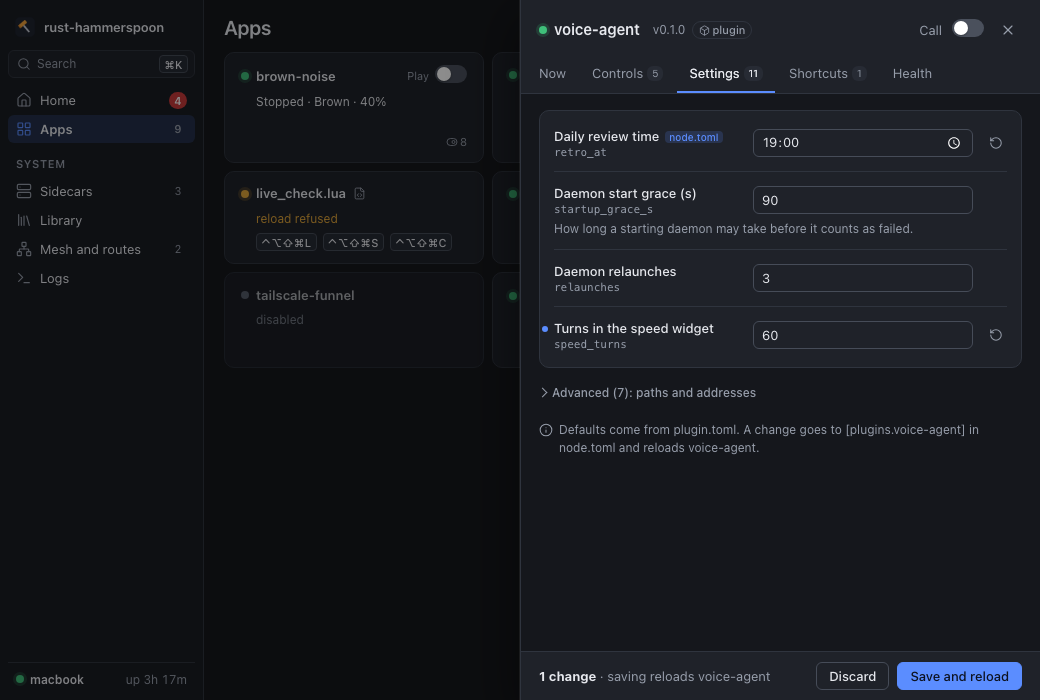 rust-hammerspoon
Search ⌘K
Home 4
Apps 9
SYSTEM
Sidecars 3
Library
Mesh and routes 2
Logs
macbook up 3h 17m
Apps
brown-noise Play
Stopped · Brown · 40%
8
live_check.lua
reload refused
⌃⌥⇧⌘L ⌃⌥⇧⌘S ⌃⌥⇧⌘C
tailscale-funnel
disabled
voice-agent v0.1.0 plugin Call
Now Controls 5 Settings 11 Shortcuts 1 Health
Daily review time node.toml 19:00
retro_at
Daemon start grace (s) 90
startup_grace_s
How long a starting daemon may take before it counts as failed.
Daemon relaunches 3
relaunches
Turns in the speed widget 60
speed_turns
Advanced (7): paths and addresses
Defaults come from plugin.toml. A change goes to [plugins.voice-agent] in
node.toml and reloads voice-agent.
1 change · saving reloads voice-agent Discard Save and reload